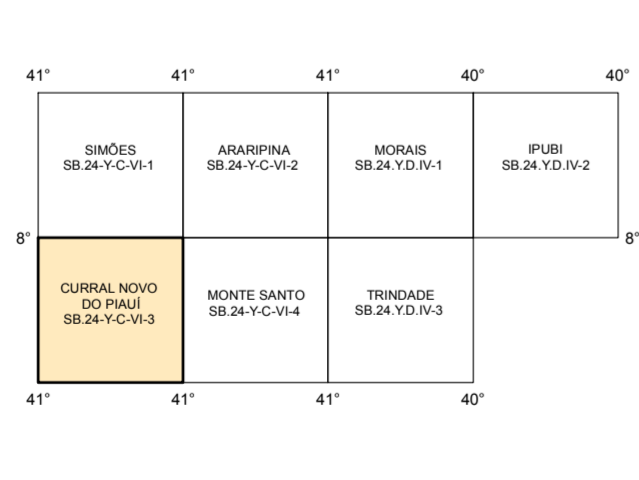 41° 41° 41° 40° 40°
SIMÕES
SB.24-Y-C-VI-1
ARARIPINA
SB.24-Y-C-VI-2
MORAIS
SB.24.Y.D.IV-1
IPUBI
SB.24.Y.D.IV-2
8° 8°
CURRAL NOVO
DO PIAUÍ
SB.24-Y-C-VI-3
MONTE SANTO
SB.24-Y-C-VI-4
TRINDADE
SB.24.Y.D.IV-3
41° 41° 41° 40°